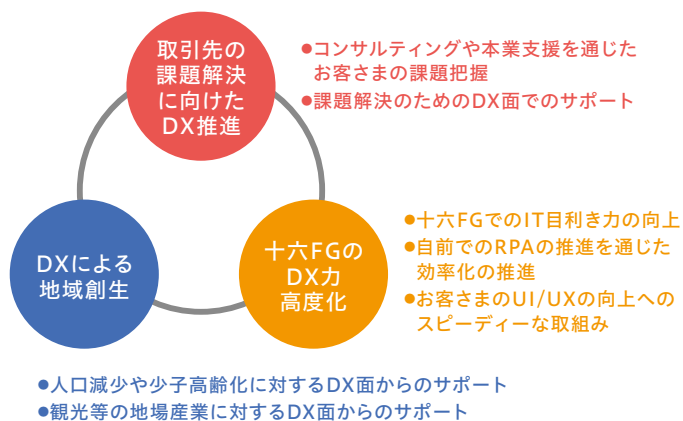 取引先の
課題解決
に向けた
DX推進
●コンサルティングや本業支援を通じた
お客さまの課題把握
●課題解決のためのDX面でのサポート
DXによる
地域創生
十六FGの
DX力
高度化
●十六FGでのIT目利き力の向上
●自前でのRPAの推進を通じた
効率化の推進
●お客さまのUI/UXの向上への
スピーディーな取組み
●人口減少や少子高齢化に対するDX面からのサポート
●観光等の地場産業に対するDX面からのサポート